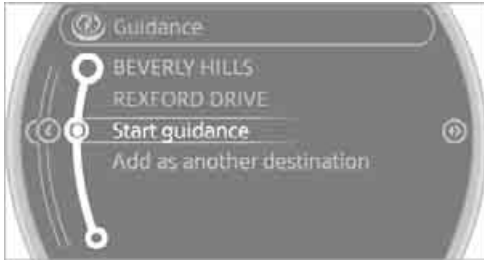 Guidance
BEVERLY HILLS
REXFORD DRIVE
Start guidance
Add as another destination